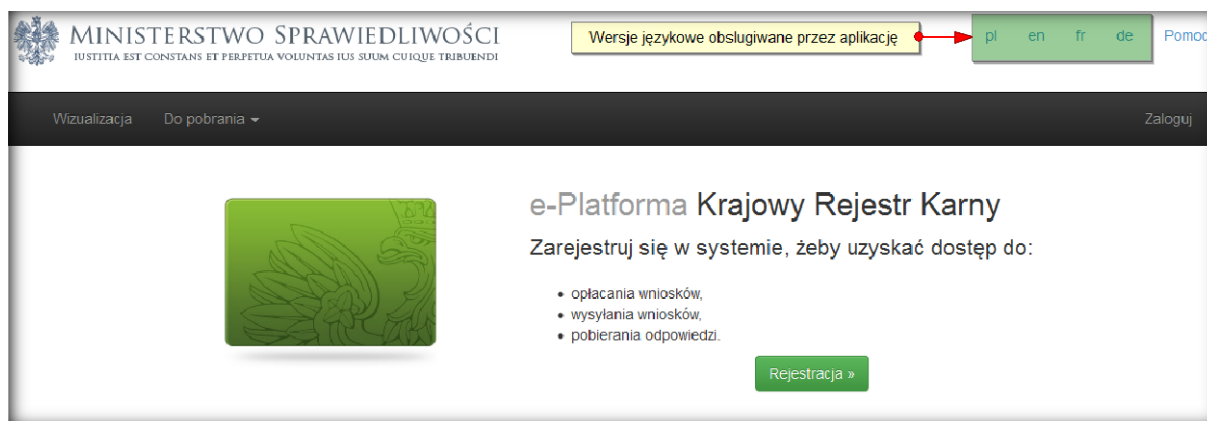 MINISTERSTWO SPRAWIEDLIWOŚCI
IUSTITIA EST CONSTANS ET PERPETUA VOLUNTAS IUS SUUM CUIQUE TRIBUENDI
Wersje językowe obslugiwane przez aplikację
pl en fr de Pomoc
Wizualizacja Do pobrania Zaloguj
e-Platforma Krajowy Rejestr Karny
Zarejestruj się w systemie, żeby uzyskać dostęp do:
• opłacania wniosków,
• wysyłania wniosków,
• pobierania odpowiedzi.
Rejestracja »